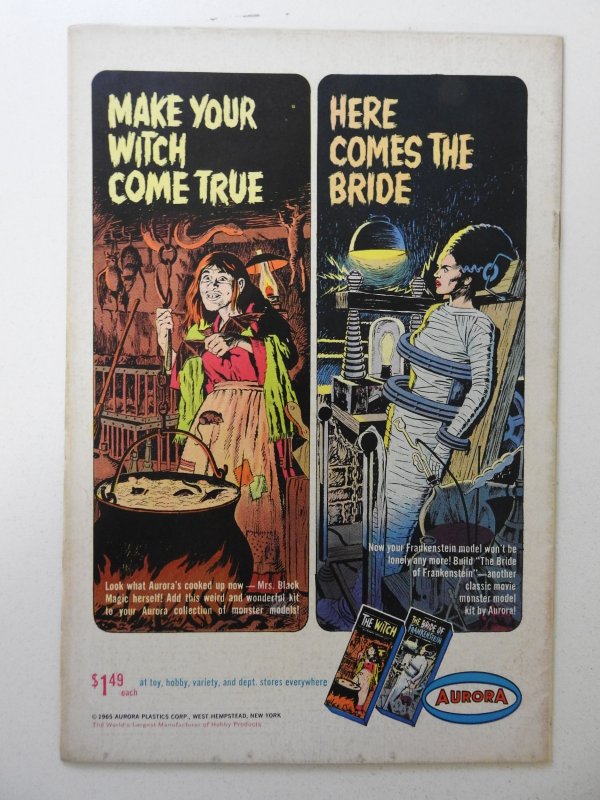 MAKE YOUR
WITCH
COME TRUE
Look what Aurora's cooked up now — Mrs. Black
Magic herself! Add this weird and wonderful kit
to your Aurora collection of monster models!
HERE
COMES THE
BRIDE
Now your Frankenstein model won't be
lonely any more! Build "The Bride
of Frankenstein"—another
classic movie
monster model
kit by Aurora!
THE WITCH
THE BRIDE OF
FRANKENSTEIN
AURORA
$1.49 each
at toy, hobby, variety, and dept. stores everywhere
© 1965 AURORA PLASTICS CORP., WEST HEMPSTEAD, NEW YORK
The World's Largest Manufacturer of Hobby Products